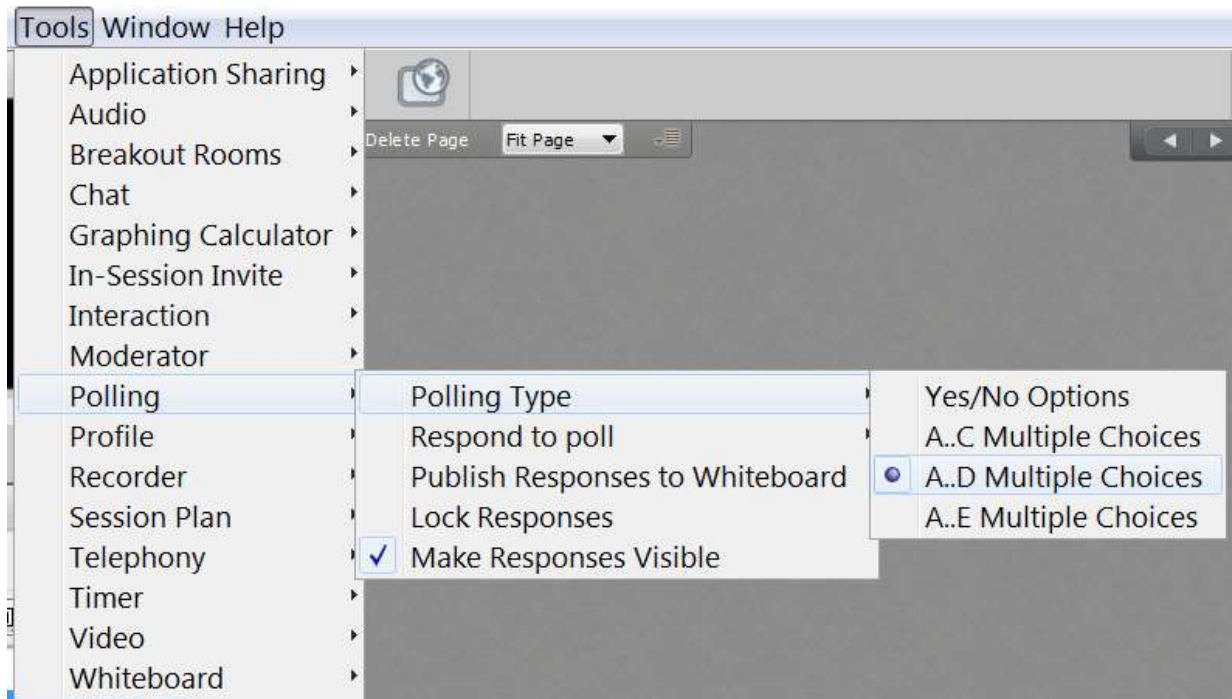 Tools Window Help
Application Sharing
Audio
Delete Page Fit Page
Breakout Rooms
Chat
Graphing Calculator
In-Session Invite
Interaction
Moderator
Polling
Profile
Recorder
Session Plan
Telephony
Timer
Video
Whiteboard
Polling Type
Respond to poll
Publish Responses to Whiteboard
Lock Responses
Make Responses Visible
Yes/No Options
A..C Multiple Choices
A..D Multiple Choices
A..E Multiple Choices